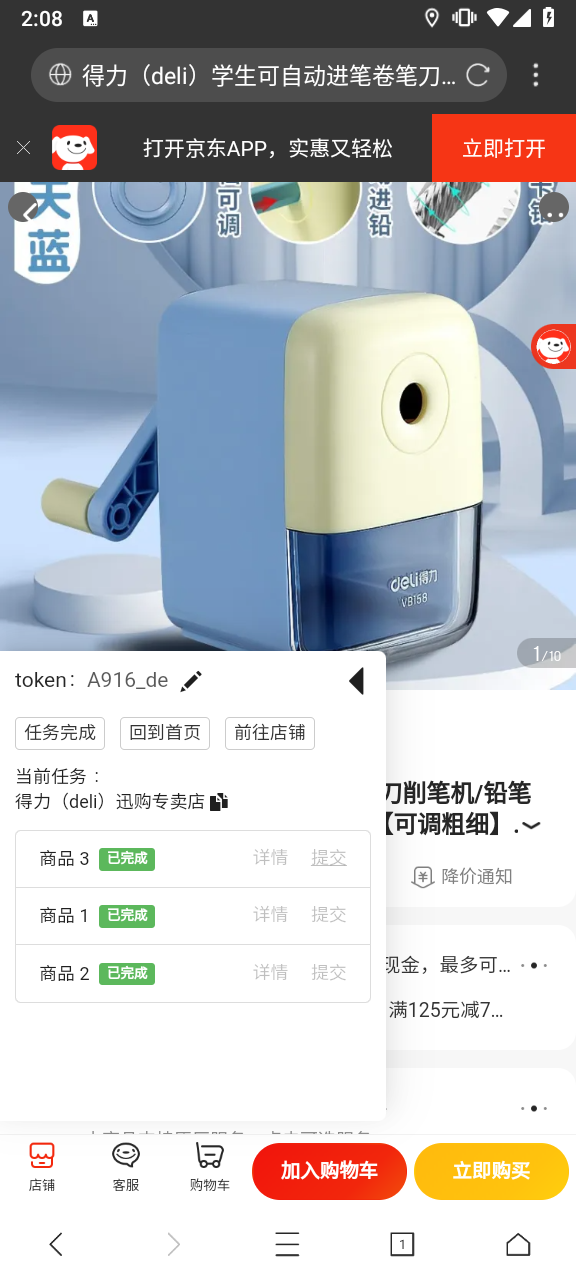 2:08
A
得力（deli）学生可自动进笔卷笔刀...
打开京东APP，实惠又轻松
立即打开
天蓝
可调
进铅
deli得力
VB158
1/10
token： A916_de
任务完成
回到首页
前往店铺
当前任务 ：
得力（deli）迅购专卖店
商品 3 已完成 详情 提交
商品 1 已完成 详情 提交
商品 2 已完成 详情 提交
刀削笔机/铅笔
【可调粗细】.
降价通知
现金，最多可...
满125元减7...
店铺
客服
购物车
加入购物车
立即购买
1